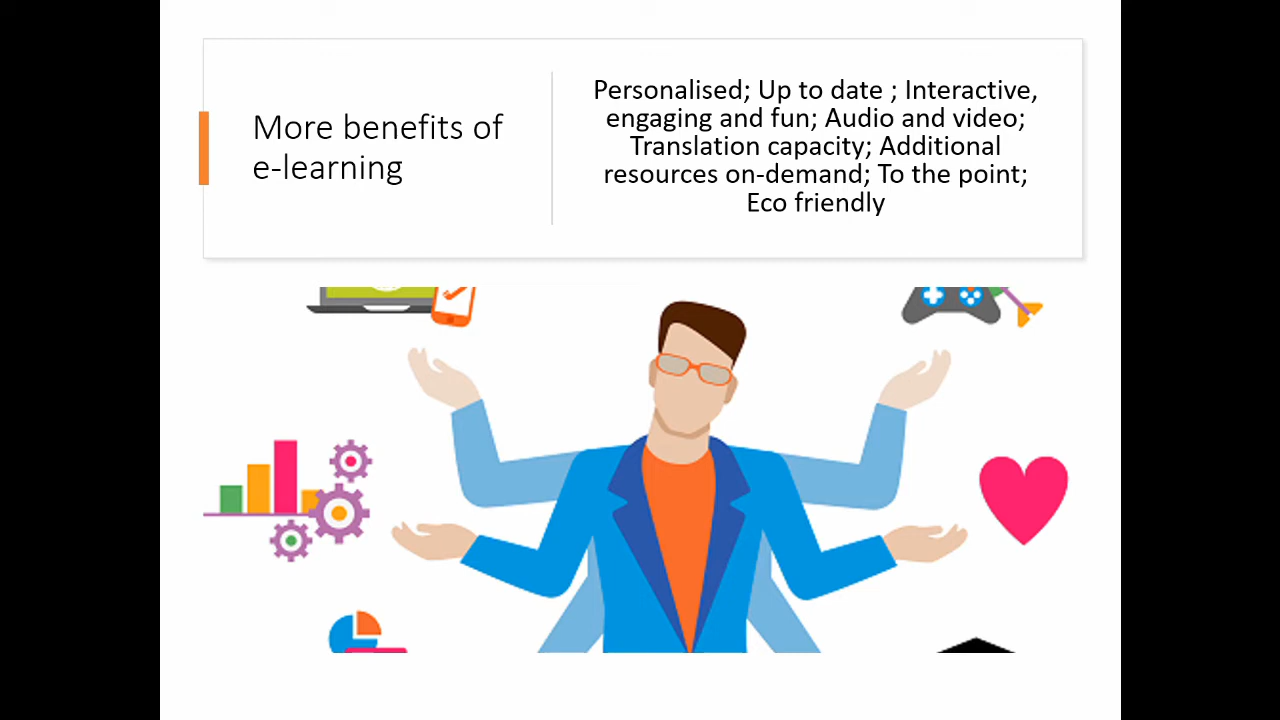 More benefits of
e-learning
Personalised; Up to date ; Interactive,
engaging and fun; Audio and video;
Translation capacity; Additional
resources on-demand; To the point;
Eco friendly